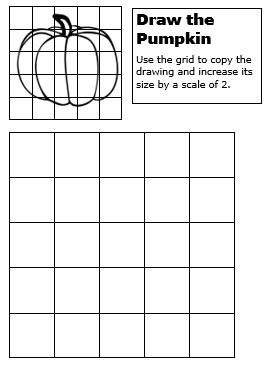 Draw the
Pumpkin
Use the grid to copy the
drawing and increase its
size by a scale of 2.